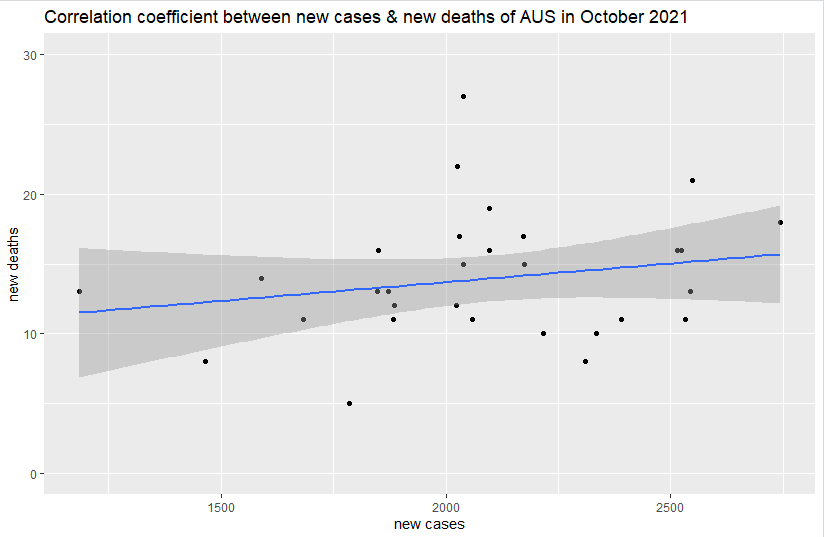 Correlation coefficient between new cases & new deaths of AUS in October 2021
30
20
new deaths
10
0
1500 2000 2500
new cases